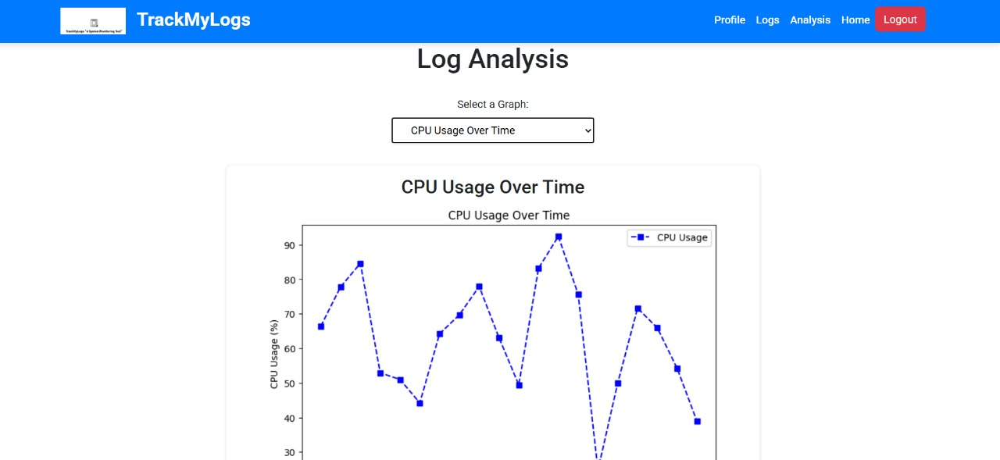 TrackMyLogs "A System Monitoring Tool"
TrackMyLogs
Profile Logs Analysis Home Logout
Log Analysis
Select a Graph:
CPU Usage Over Time
CPU Usage Over Time
CPU Usage Over Time
CPU Usage
90
80
70
60
50
40
30
CPU Usage (%)